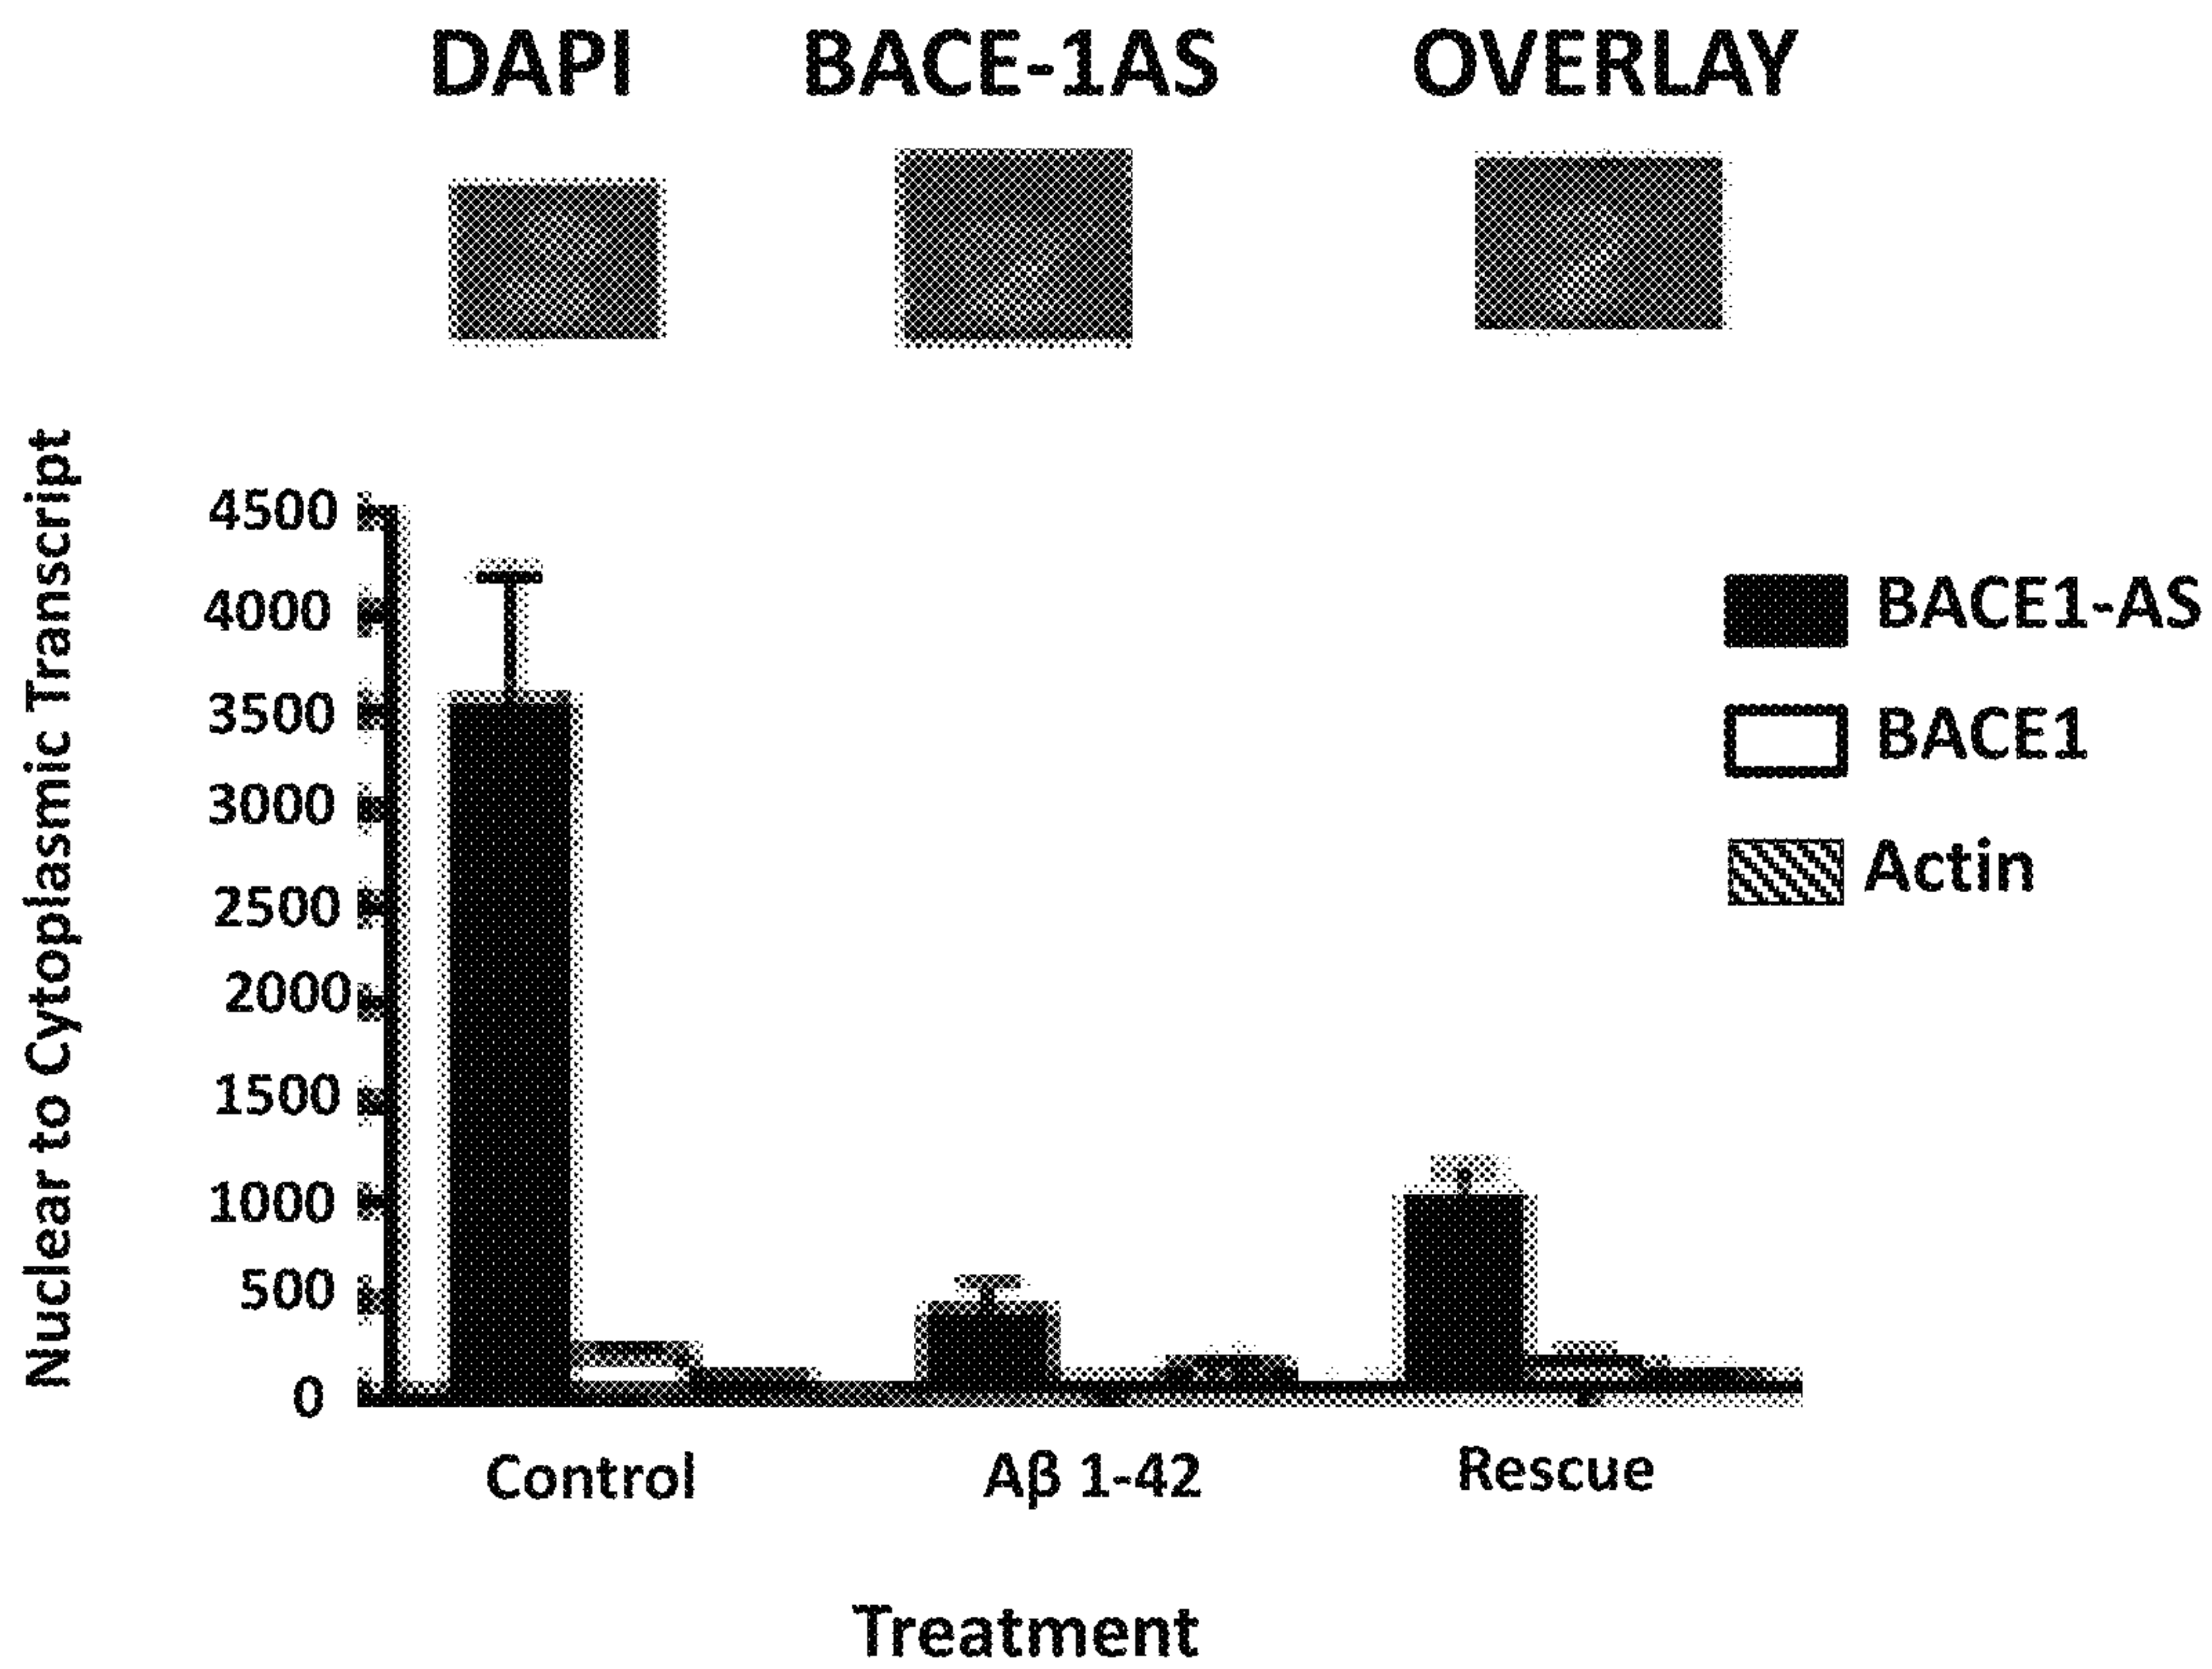 DAPI BACE-1AS OVERLAY
Nuclear to Cytoplasmic Transcript
4500
4000
3500
3000
2500
2000
1500
1000
500
0
BACE1-AS
BACE1
Actin
Control Aβ 1-42 Rescue
Treatment